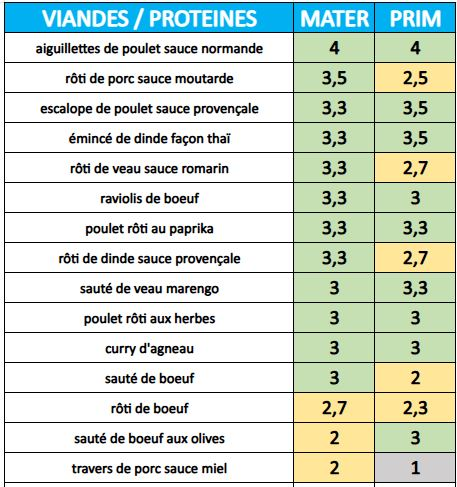 VIANDES / PROTEINES MATER PRIM
aiguillettes de poulet sauce normande 4 4
rôti de porc sauce moutarde 3,5 2,5
escalope de poulet sauce provençale 3,3 3,5
émincé de dinde façon thaï 3,3 3,5
rôti de veau sauce romarin 3,3 2,7
raviolis de boeuf 3,3 3
poulet rôti au paprika 3,3 3,3
rôti de dinde sauce provençale 3,3 2,7
sauté de veau marengo 3 3,3
poulet rôti aux herbes 3 3
curry d'agneau 3 3
sauté de boeuf 3 2
rôti de boeuf 2,7 2,3
sauté de boeuf aux olives 2 3
travers de porc sauce miel 2 1